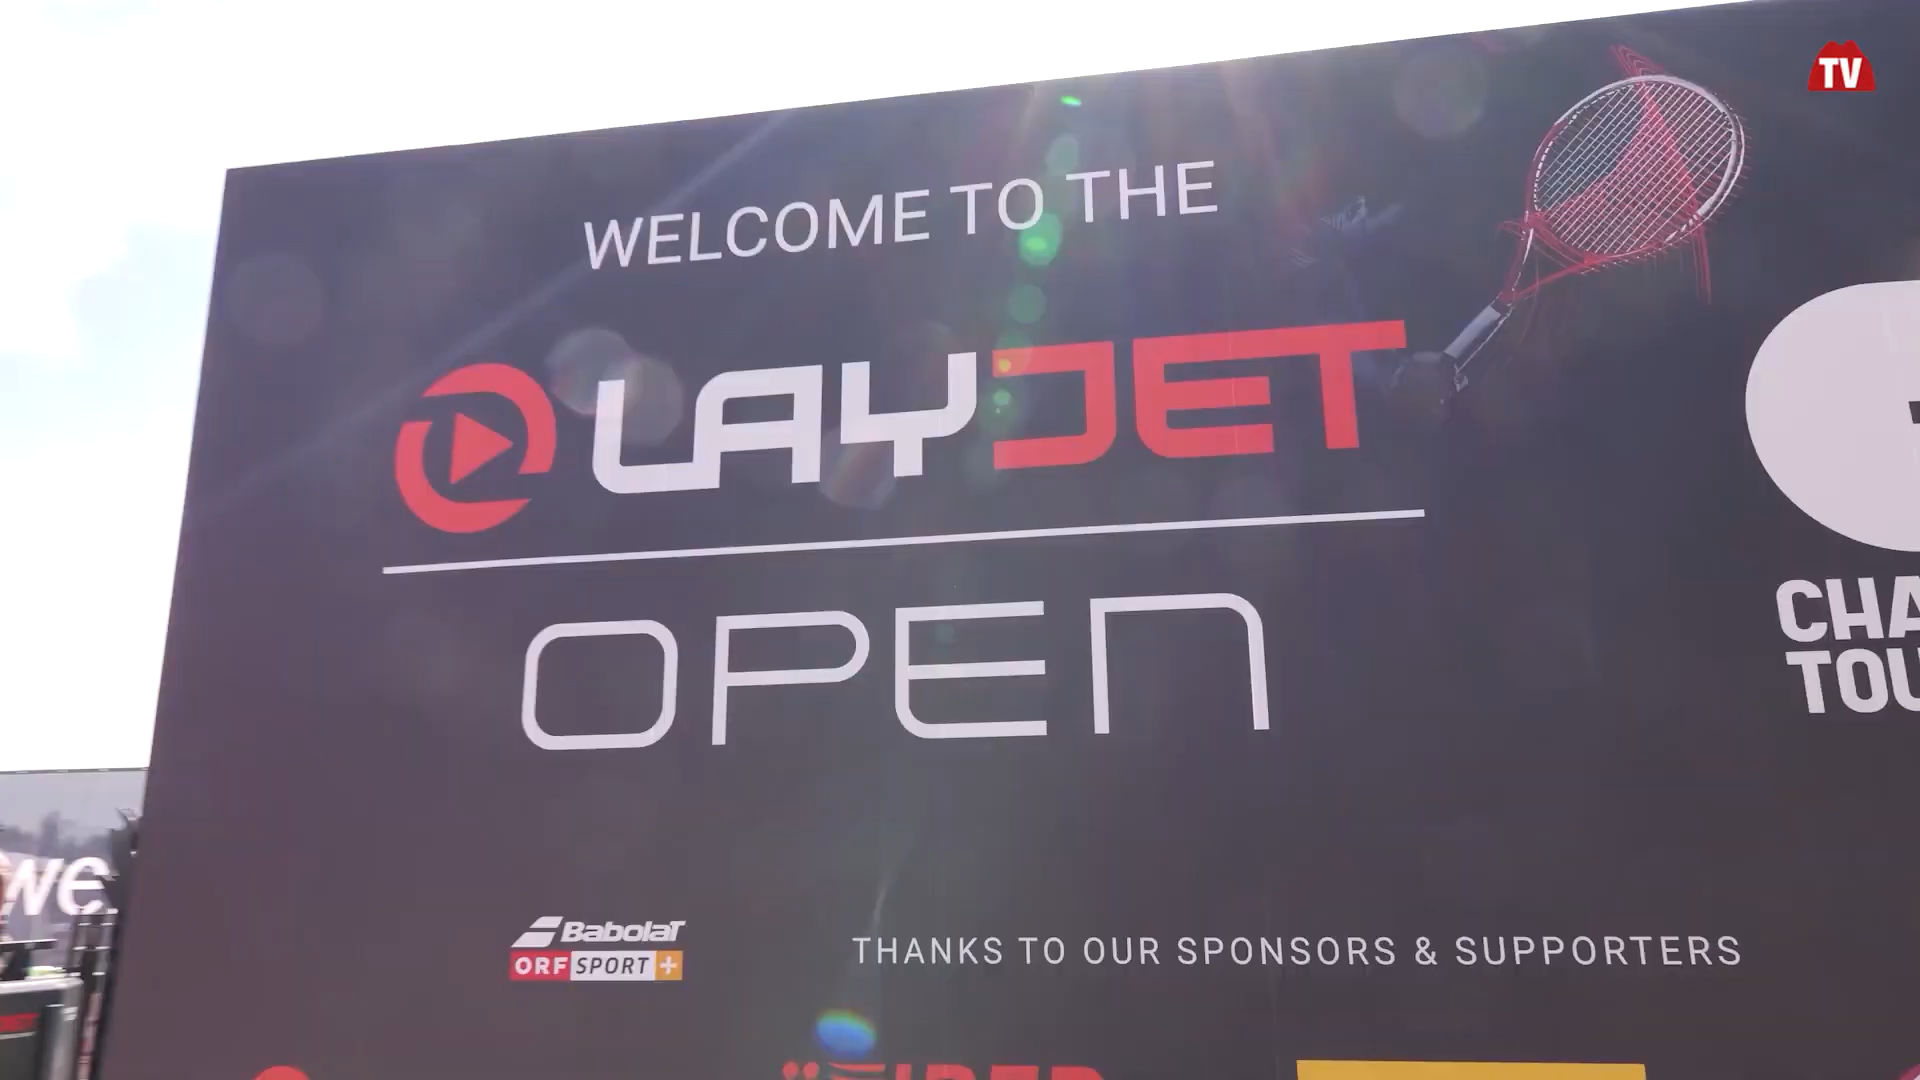 TV
WELCOME TO THE
LAYJET
OPEN
CHA
TOU
we.
Babolat
ORF SPORT +
THANKS TO OUR SPONSORS & SUPPORTERS